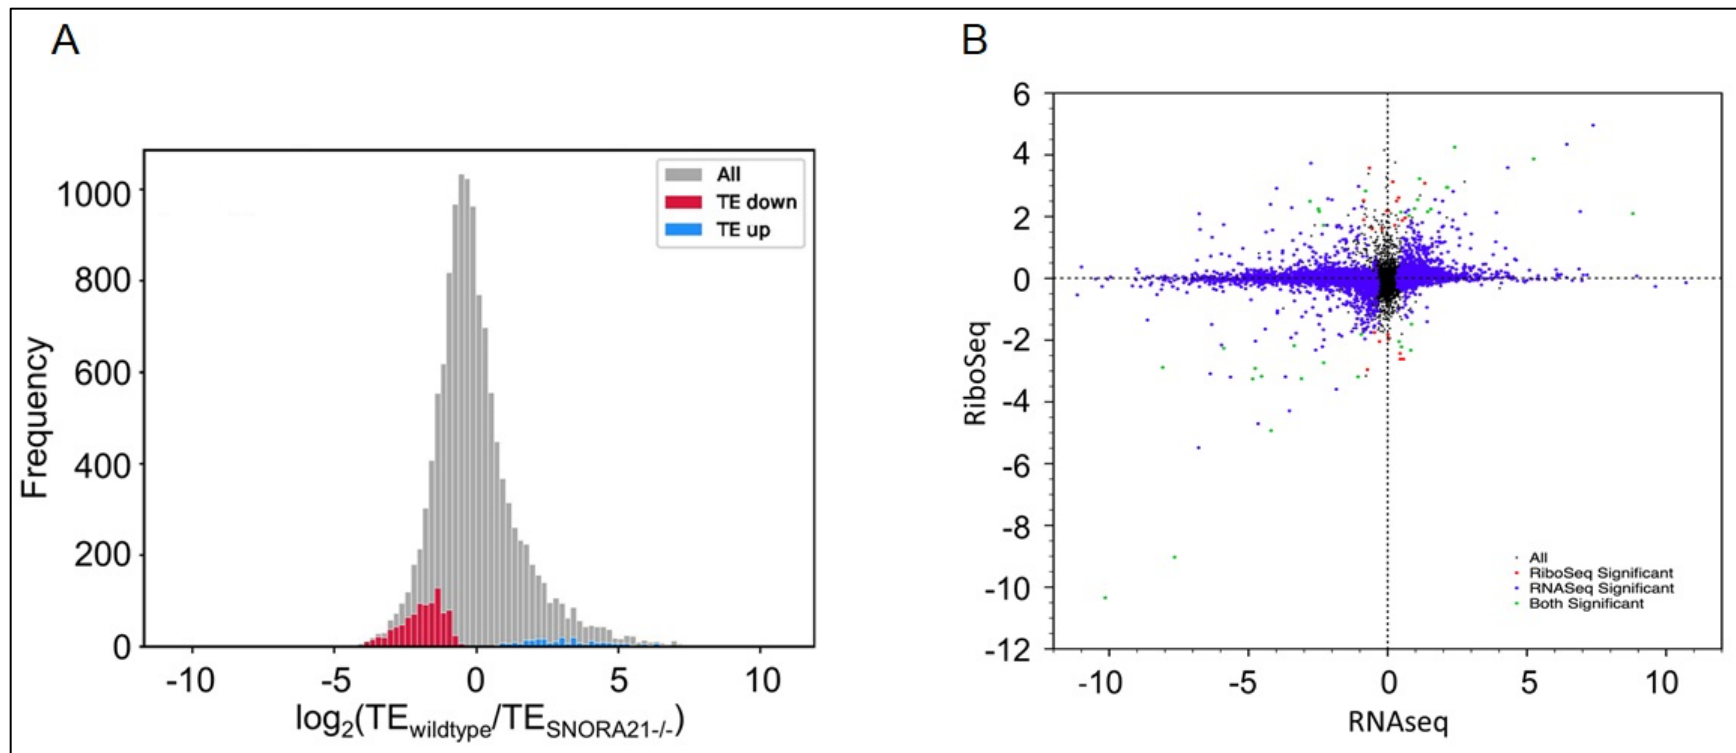 A
1000
800
600
400
200
0
Frequency
-10 -5 0 5 10
log₂(TEwildtype/TESNORA21-/-)
All
TE down
TE up
B
6
4
2
0
-2
-4
-6
-8
-10
-12
RiboSeq
All
RiboSeq Significant
RNASeq Significant
Both Significant
-10 -5 0 5 10
RNAseq